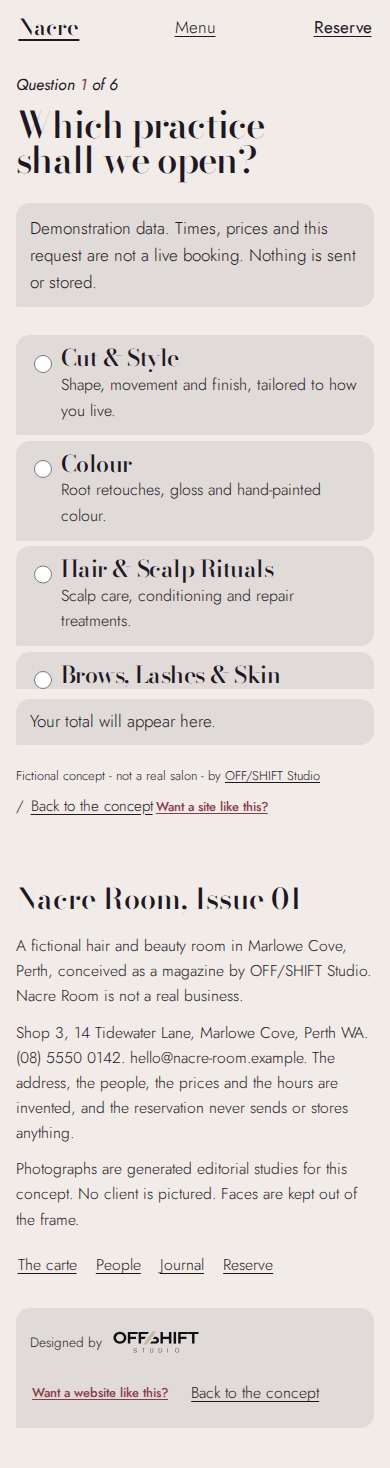 Nacre Menu Reserve
Question 1 of 6
Which practice
shall we open?
Demonstration data. Times, prices and this
request are not a live booking. Nothing is sent
or stored.
Cut & Style
Shape, movement and finish, tailored to how
you live.
Colour
Root retouches, gloss and hand-painted
colour.
Hair & Scalp Rituals
Scalp care, conditioning and repair
treatments.
Brows, Lashes & Skin
Your total will appear here.
Fictional concept - not a real salon - by OFF/SHIFT Studio
/ Back to the concept Want a site like this?
Nacre Room, Issue 01
A fictional hair and beauty room in Marlowe Cove,
Perth, conceived as a magazine by OFF/SHIFT Studio.
Nacre Room is not a real business.
Shop 3, 14 Tidewater Lane, Marlowe Cove, Perth WA.
(08) 5550 0142. hello@nacre-room.example. The
address, the people, the prices and the hours are
invented, and the reservation never sends or stores
anything.
Photographs are generated editorial studies for this
concept. No client is pictured. Faces are kept out of
the frame.
The carte People Journal Reserve
Designed by OFF/SHIFT
STUDIO
Want a website like this? Back to the concept